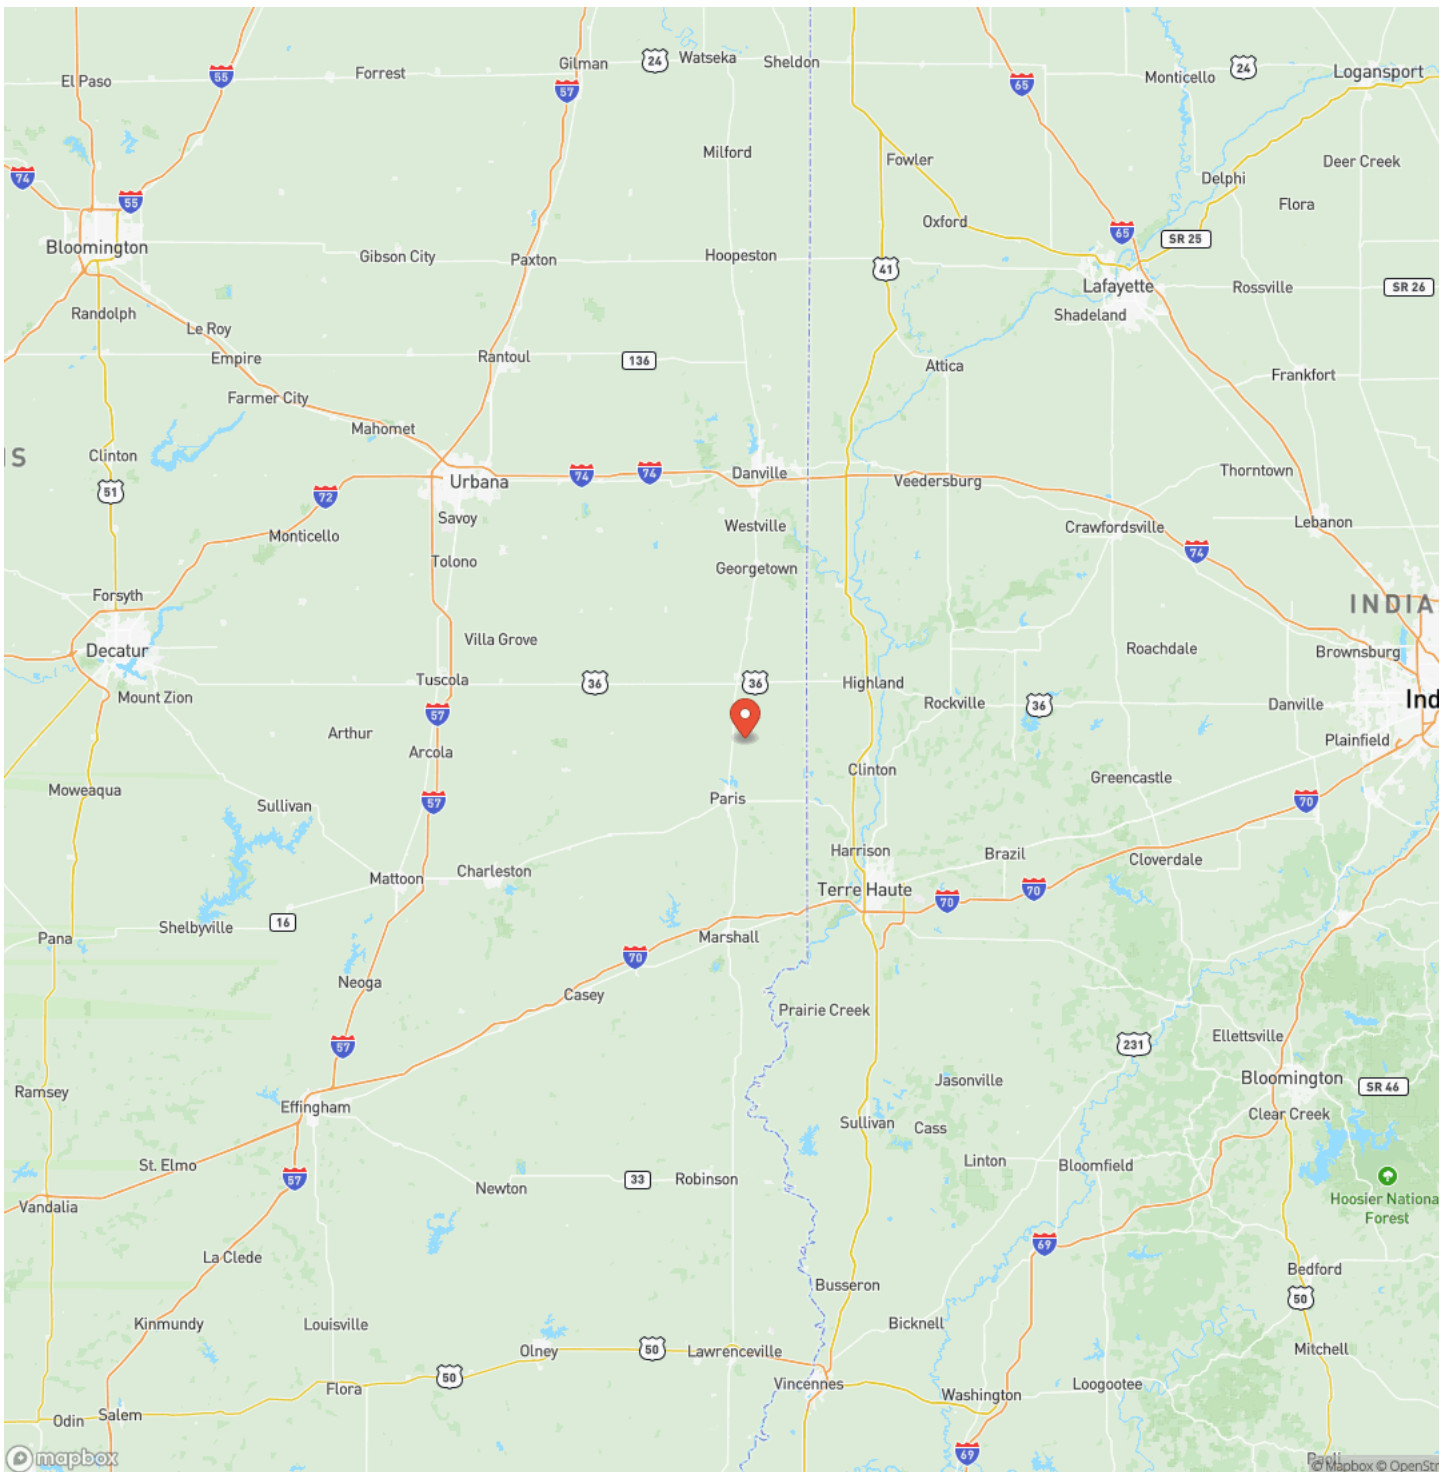 Gilman
24
Watseka
Sheldon
El Paso
55
Forrest
57
65
Monticello
24
Logansport
Milford
Fowler
Deer Creek
74
55
Delphi
Flora
Oxford
65
SR 25
Bloomington
Gibson City
Paxton
Hoopeston
41
Lafayette
Rossville
SR 26
Randolph
Le Roy
Shadeland
Empire
Rantoul
136
Attica
Frankfort
Farmer City
Mahomet
IS
Clinton
51
72
Urbana
74
74
Danville
Veedersburg
Thorntown
Savoy
Westville
Crawfordsville
Lebanon
Monticello
Tolono
Georgetown
74
Forsyth
INDIA
Decatur
Villa Grove
Roachdale
Brownsburg
Mount Zion
Tuscola
36
36
Highland
Rockville
36
Danville
Ind
57
Arthur
Arcola
Plainfield
Moweaqua
Sullivan
57
Paris
Clinton
Greencastle
70
Harrison
Brazil
Cloverdale
Mattoon
Charleston
Terre Haute
70
70
16
Shelbyville
Pana
Marshall
70
Neoga
Casey
Prairie Creek
57
231
Ellettsville
Ramsey
Jasonville
Bloomington
SR 46
Effingham
Sullivan
Cass
Clear Creek
St. Elmo
57
Newton
33
Robinson
Linton
Bloomfield
Vandalia
Hoosier Nationa
Forest
La Clede
69
Busseron
Bedford
50
Kinmundy
Louisville
Bicknell
Olney
50
Lawrenceville
Mitchell
Flora
50
Vincennes
Washington
Loogootee
Odin
Salem
69
Paoli
mapbox
© Mapbox © OpenStr